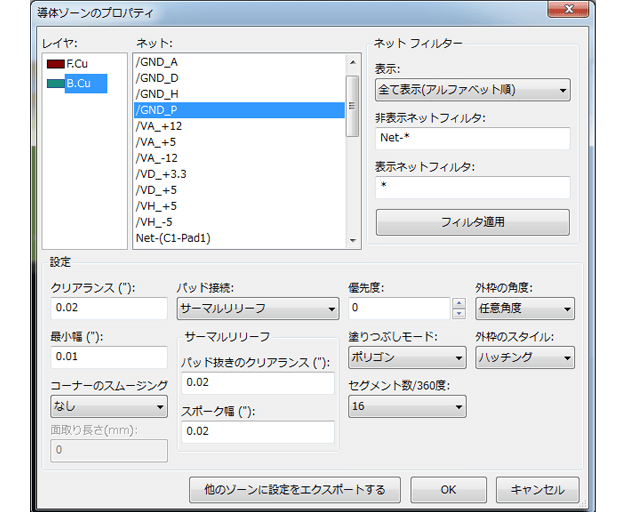 導体ゾーンのプロパティ
レイヤ:
F.Cu
B.Cu
ネット:
/GND_A
/GND_D
/GND_H
/GND_P
/VA_+12
/VA_+5
/VA_-12
/VD_+3.3
/VD_+5
/VH_+5
/VH_-5
Net-(C1-Pad1)
ネット フィルター
表示:
全て表示(アルファベット順)
非表示ネットフィルタ:
Net-*
表示ネットフィルタ:
*
フィルタ適用
設定
クリアランス ("):
0.02
最小幅 ("):
0.01
コーナーのスムージング
なし
面取り長さ(mm):
0
パッド接続:
サーマルリリーフ
サーマルリリーフ
パッド抜きのクリアランス ("):
0.02
スポーク幅 ("):
0.02
優先度:
0
塗りつぶしモード:
ポリゴン
セグメント数/360度:
16
外枠の角度:
任意角度
外枠のスタイル:
ハッチング
他のゾーンに設定をエクスポートする
OK
キャンセル